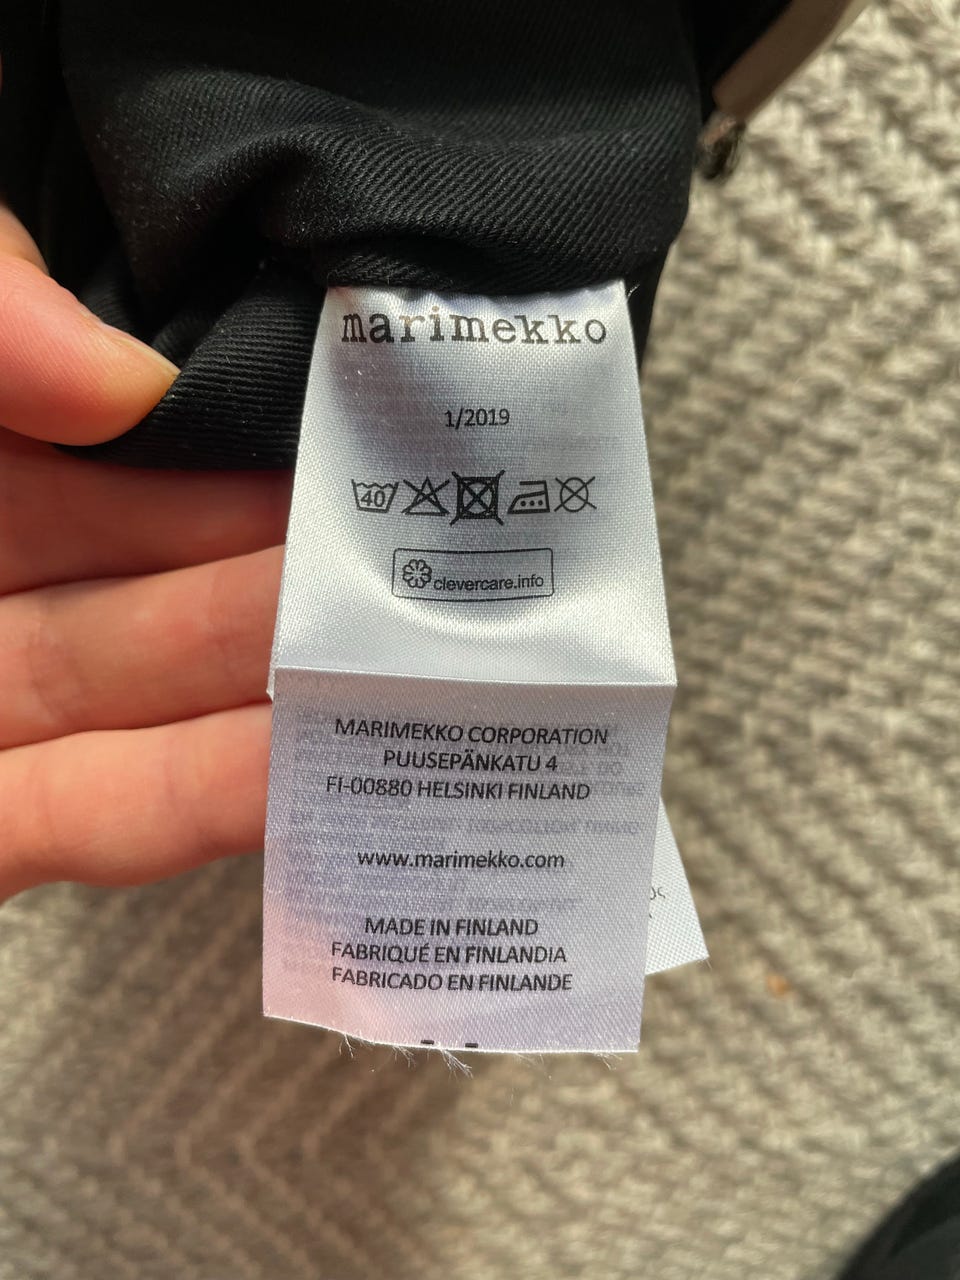 marimekko
1/2019
40
clevercare.info
MARIMEKKO CORPORATION
PUUSEPÄNKATU 4
FI-00880 HELSINKI FINLAND
www.marimekko.com
MADE IN FINLAND
FABRIQUÉ EN FINLANDIA
FABRICADO EN FINLANDE